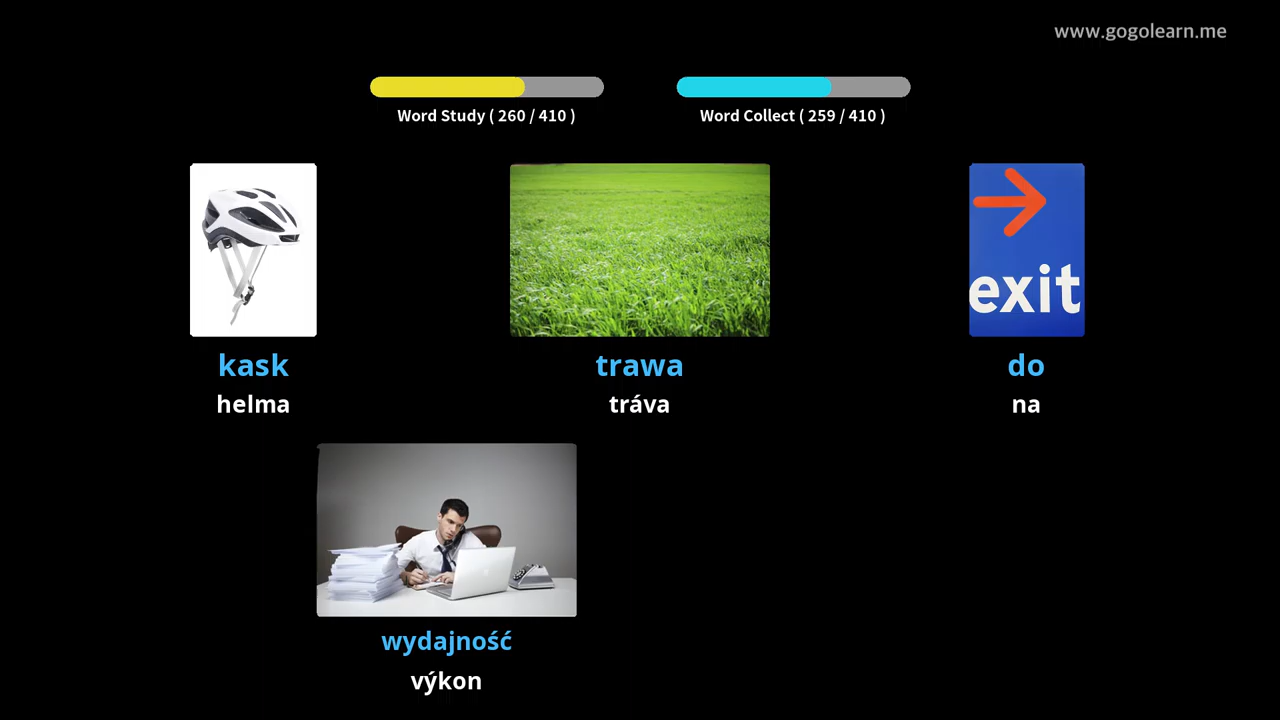 www.gogolearn.me
Word Study ( 260 / 410 )
Word Collect ( 259 / 410 )
exit
kask
trawa
do
helma
tráva
na
wydajność
výkon